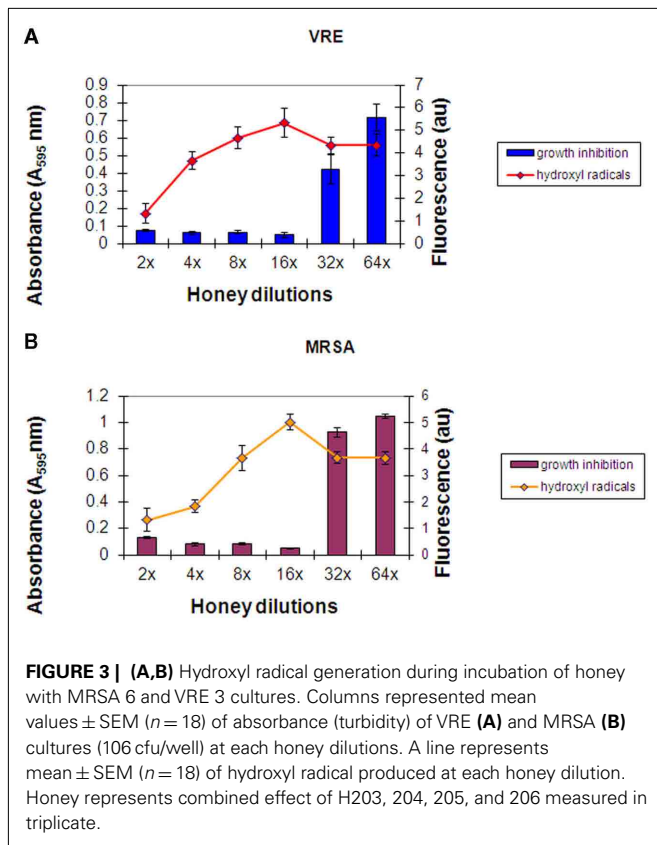 A
VRE
Absorbance (A595 nm)
0.9
0.8
0.7
0.6
0.5
0.4
0.3
0.2
0.1
0
7
6
5
4
3
2
1
0
Fluorescence (au)
2x 4x 8x 16x 32x 64x
Honey dilutions
growth inhibition
hydroxyl radicals
B
MRSA
Absorbance (A595nm)
1.2
1
0.8
0.6
0.4
0.2
0
6
5
4
3
2
1
0
Fluorescence (au)
2x 4x 8x 16x 32x 64x
Honey dilutions
growth inhibition
hydroxyl radicals
FIGURE 3 | (A,B) Hydroxyl radical generation during incubation of honey
with MRSA 6 and VRE 3 cultures. Columns represented mean
values ± SEM (n = 18) of absorbance (turbidity) of VRE (A) and MRSA (B)
cultures (106 cfu/well) at each honey dilutions. A line represents
mean ± SEM (n = 18) of hydroxyl radical produced at each honey dilution.
Honey represents combined effect of H203, 204, 205, and 206 measured in
triplicate.